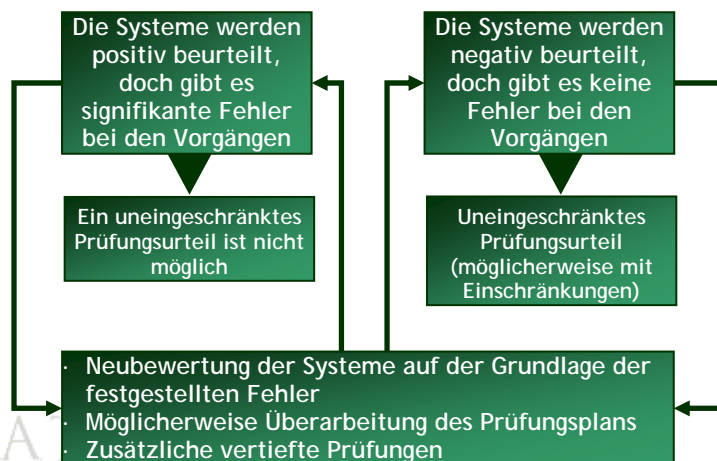 Die Systeme werden
positiv beurteilt,
doch gibt es
signifikante Fehler
bei den Vorgängen
Die Systeme werden
negativ beurteilt,
doch gibt es keine
Fehler bei den
Vorgängen
Ein uneingeschränktes
Prüfungsurteil ist nicht
möglich
Uneingeschränktes
Prüfungsurteil
(möglicherweise mit
Einschränkungen)
· Neubewertung der Systeme auf der Grundlage der
festgestellten Fehler
· Möglicherweise Überarbeitung des Prüfungsplans
· Zusätzliche vertiefte Prüfungen
A